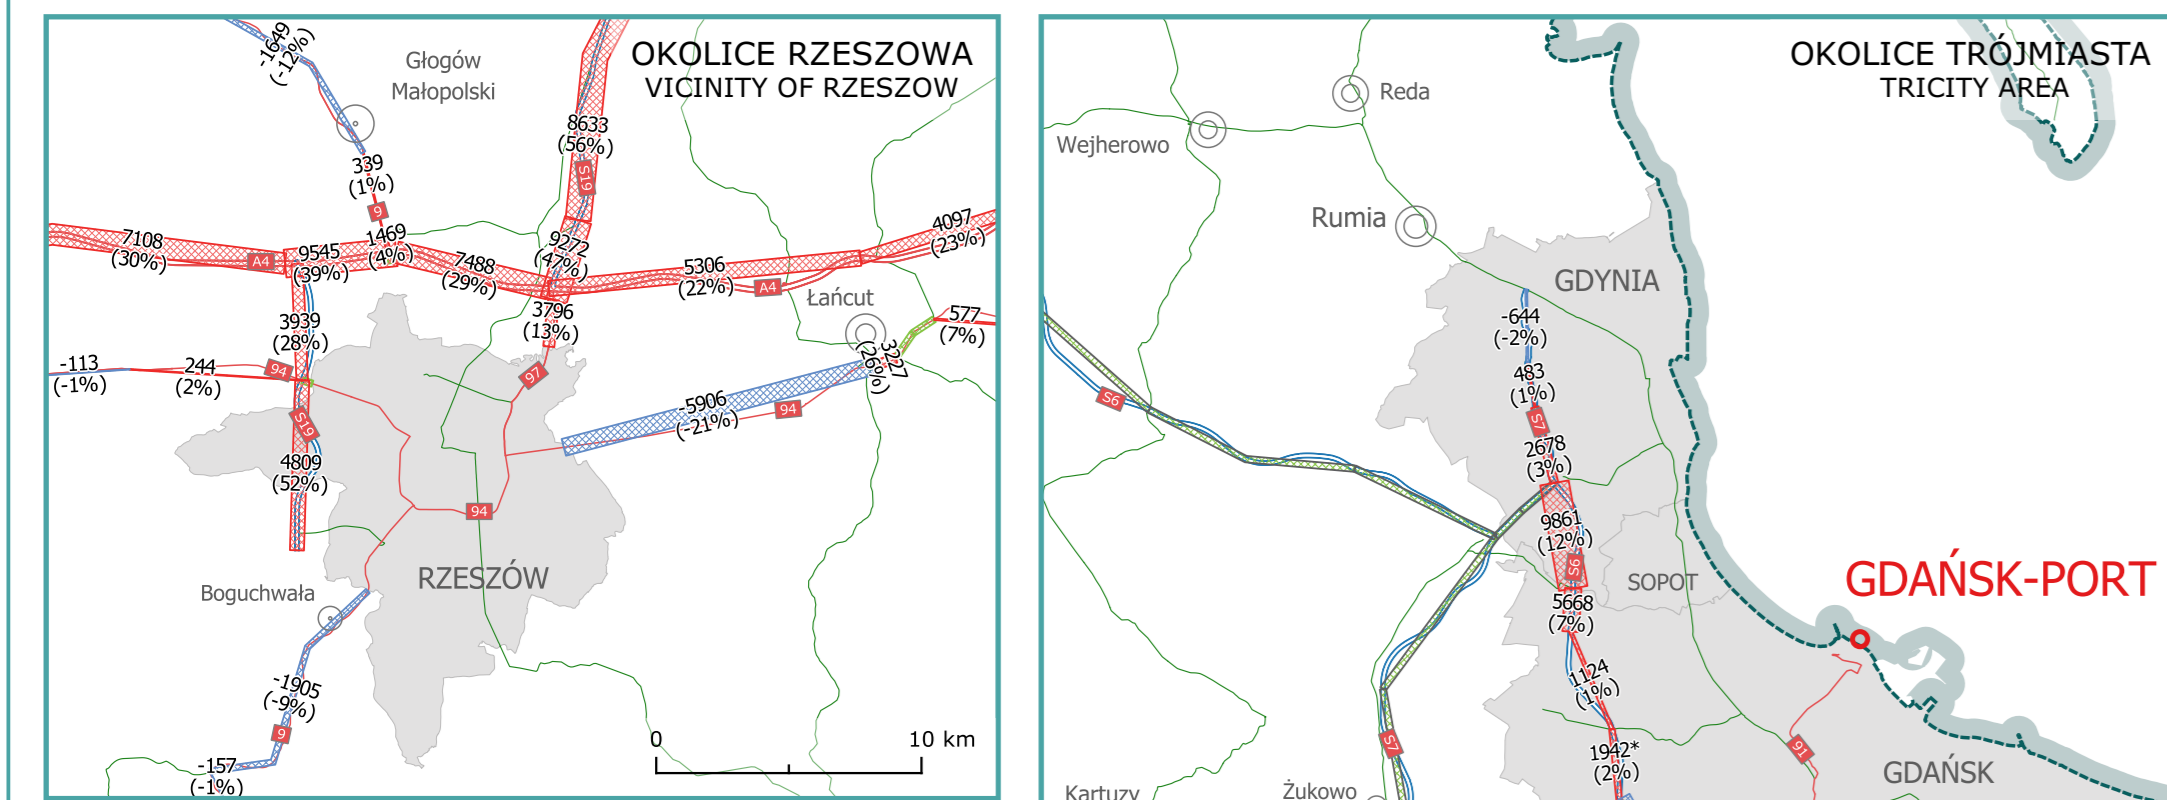 OKOLICE RZESZOWA
VICINITY OF RZESZOW
-1649
(-12%)
Głogów
Małopolski
8633
(56%)
S19
339
(1%)
9
7108
(30%)
A4
9545
(39%)
1469
(4%)
7488
(29%)
9272
(47%)
5306
(22%)
A4
4097
(23%)
Łańcut
3939
(28%)
3796
(13%)
577
(7%)
3227
(26%)
-113
(-1%)
244
(2%)
94
97
-5906
(-21%)
94
S19
4809
(52%)
94
RZESZÓW
Boguchwała
-1905
(-9%)
9
-157
(-1%)
0
10 km
OKOLICE TRÓJMIASTA
TRICITY AREA
Reda
Wejherowo
Rumia
GDYNIA
-644
(-2%)
483
(1%)
S6
S7
2678
(3%)
9861
(12%)
S6
SOPOT
GDAŃSK-PORT
5668
(7%)
1124
(1%)
S7
1942*
(2%)
91
GDAŃSK
Kartuzy
Żukowo